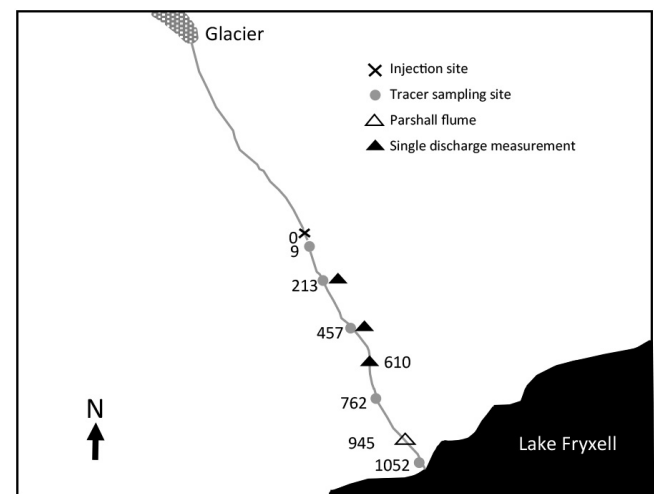 Glacier
Injection site
Tracer sampling site
Parshall flume
Single discharge measurement
0
9
213
457
610
762
945
1052
N
Lake Fryxell